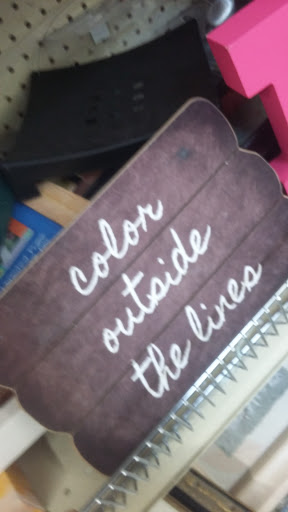 color
outside
the lines